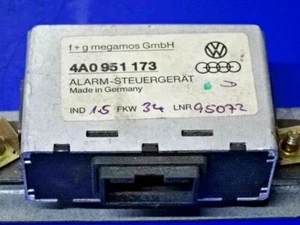 f+g megamos GmbH
4A0 951 173
ALARM-STEUERGERÄT
Made in Germany
IND 15 FKW 34 LNR 95072